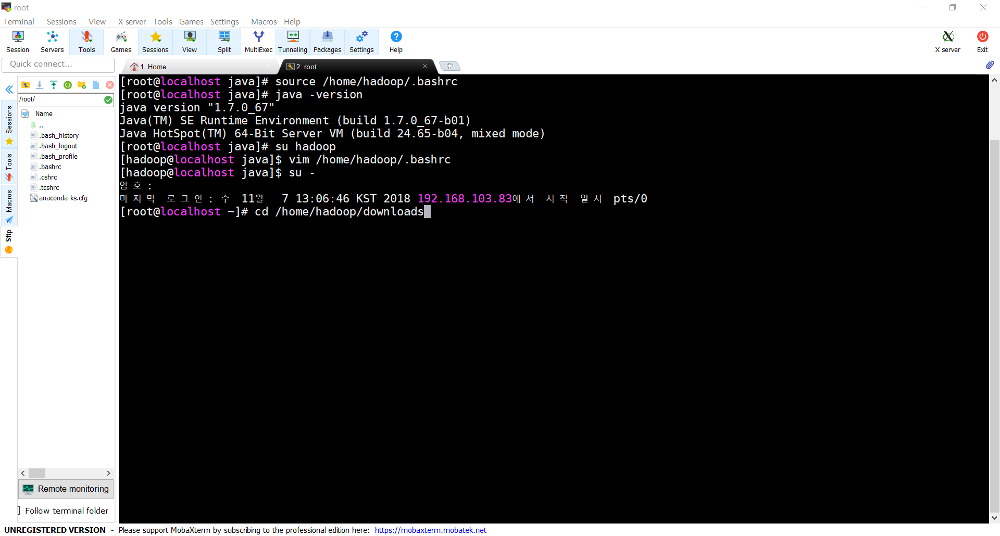 root
Terminal Sessions View X server Tools Games Settings Macros Help
Session Servers Tools Games Sessions View Split MultiExec Tunneling Packages Settings Help X server Exit
Quick connect...
1. Home
2. root
/root/
Name
..
.bash_history
.bash_logout
.bash_profile
.bashrc
.cshrc
.tcshrc
anaconda-ks.cfg
Sessions
Tools
Macros
Sftp
Remote monitoring
Follow terminal folder
[root@localhost java]# source /home/hadoop/.bashrc
[root@localhost java]# java -version
java version "1.7.0_67"
Java(TM) SE Runtime Environment (build 1.7.0_67-b01)
Java HotSpot(TM) 64-Bit Server VM (build 24.65-b04, mixed mode)
[root@localhost java]# su hadoop
[hadoop@localhost java]$ vim /home/hadoop/.bashrc
[hadoop@localhost java]$ su -
암호:
마지막 로그인: 수 11월  7 13:06:46 KST 2018 192.168.103.83에서 시작 일시 pts/0
[root@localhost ~]# cd /home/hadoop/downloads
UNREGISTERED VERSION - Please support MobaXterm by subscribing to the professional edition here: https://mobaxterm.mobatek.net